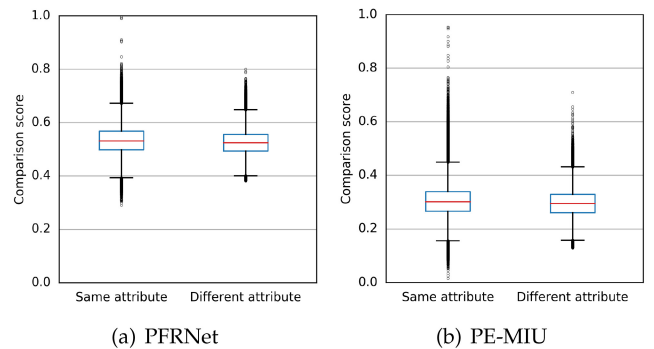 1.0
0.8
0.6
0.4
0.2
0.0
Comparison score
Same attribute
Different attribute
(a) PFRNet
1.0
0.8
0.6
0.4
0.2
0.0
Comparison score
Same attribute
Different attribute
(b) PE-MIU